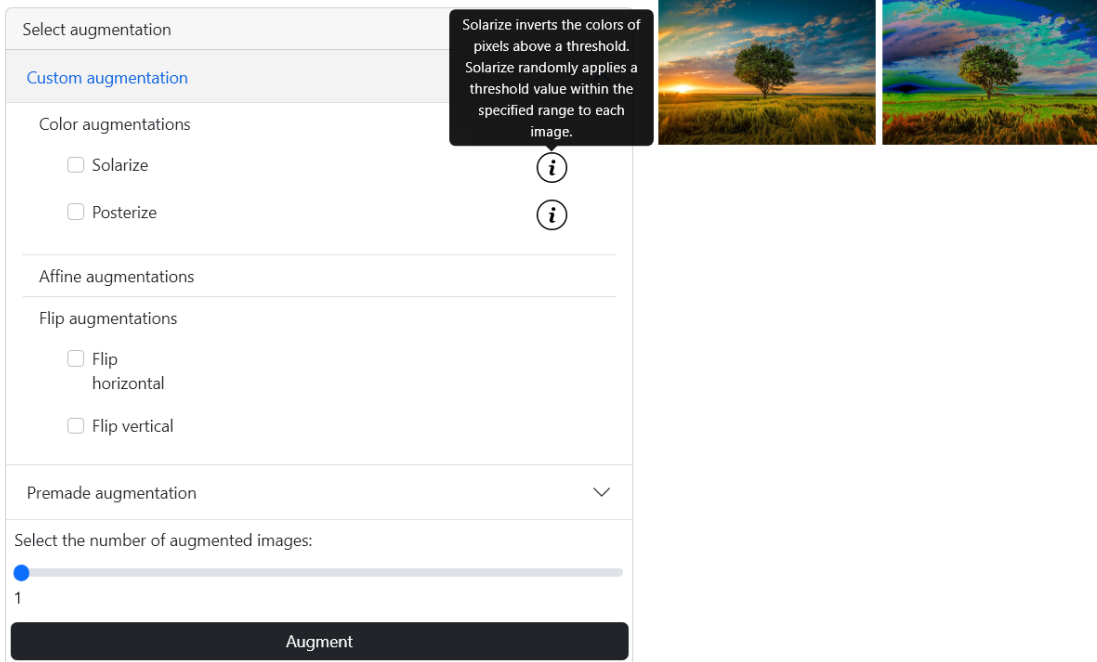 Select augmentation
Solarize inverts the colors of
pixels above a threshold.
Solarize randomly applies a
threshold value within the
specified range to each
image.
Custom augmentation
Color augmentations
Solarize
i
Posterize
i
Affine augmentations
Flip augmentations
Flip
horizontal
Flip vertical
Premade augmentation
Select the number of augmented images:
1
Augment